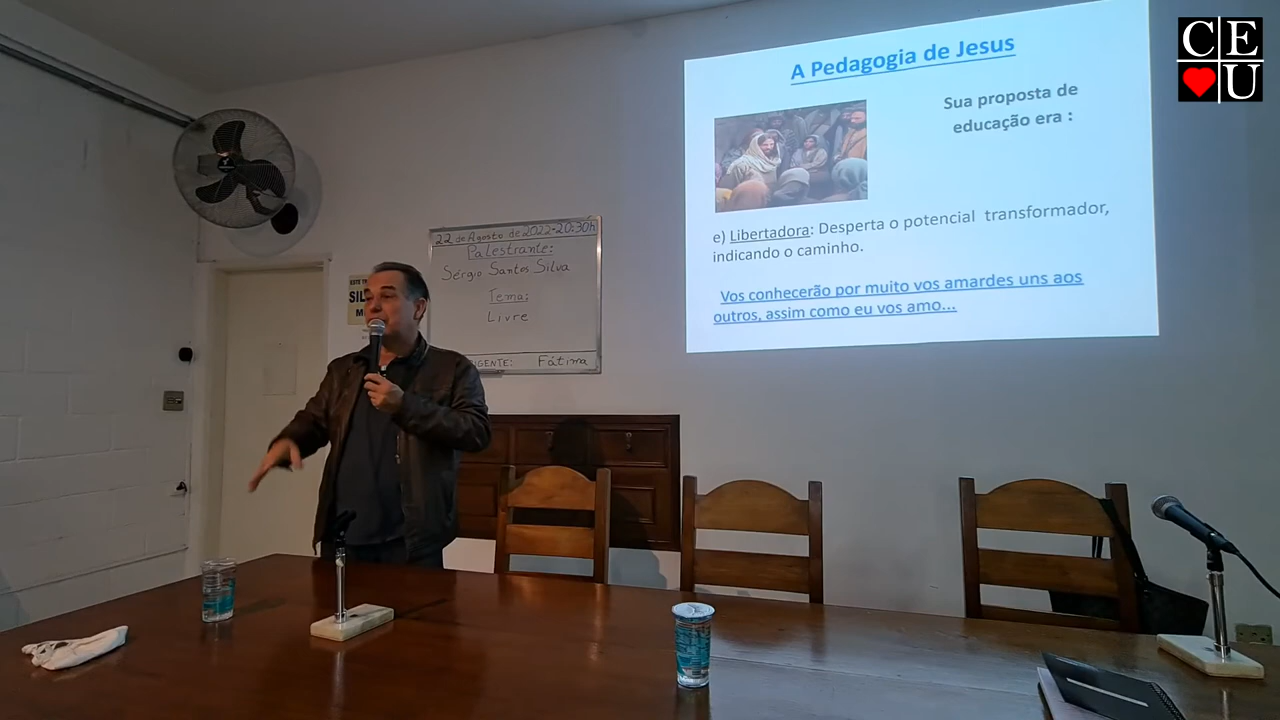 CE
U
A Pedagogia de Jesus
Sua proposta de
educação era :
e) Libertadora: Desperta o potencial transformador,
indicando o caminho.
Vos conhecerão por muito vos amardes uns aos
outros, assim como eu vos amo...
22 de Agosto de 2022-20:30h
Palestrante:
Sérgio Santos Silva
Tema:
Livre
IGENTE: Fátima
SIL